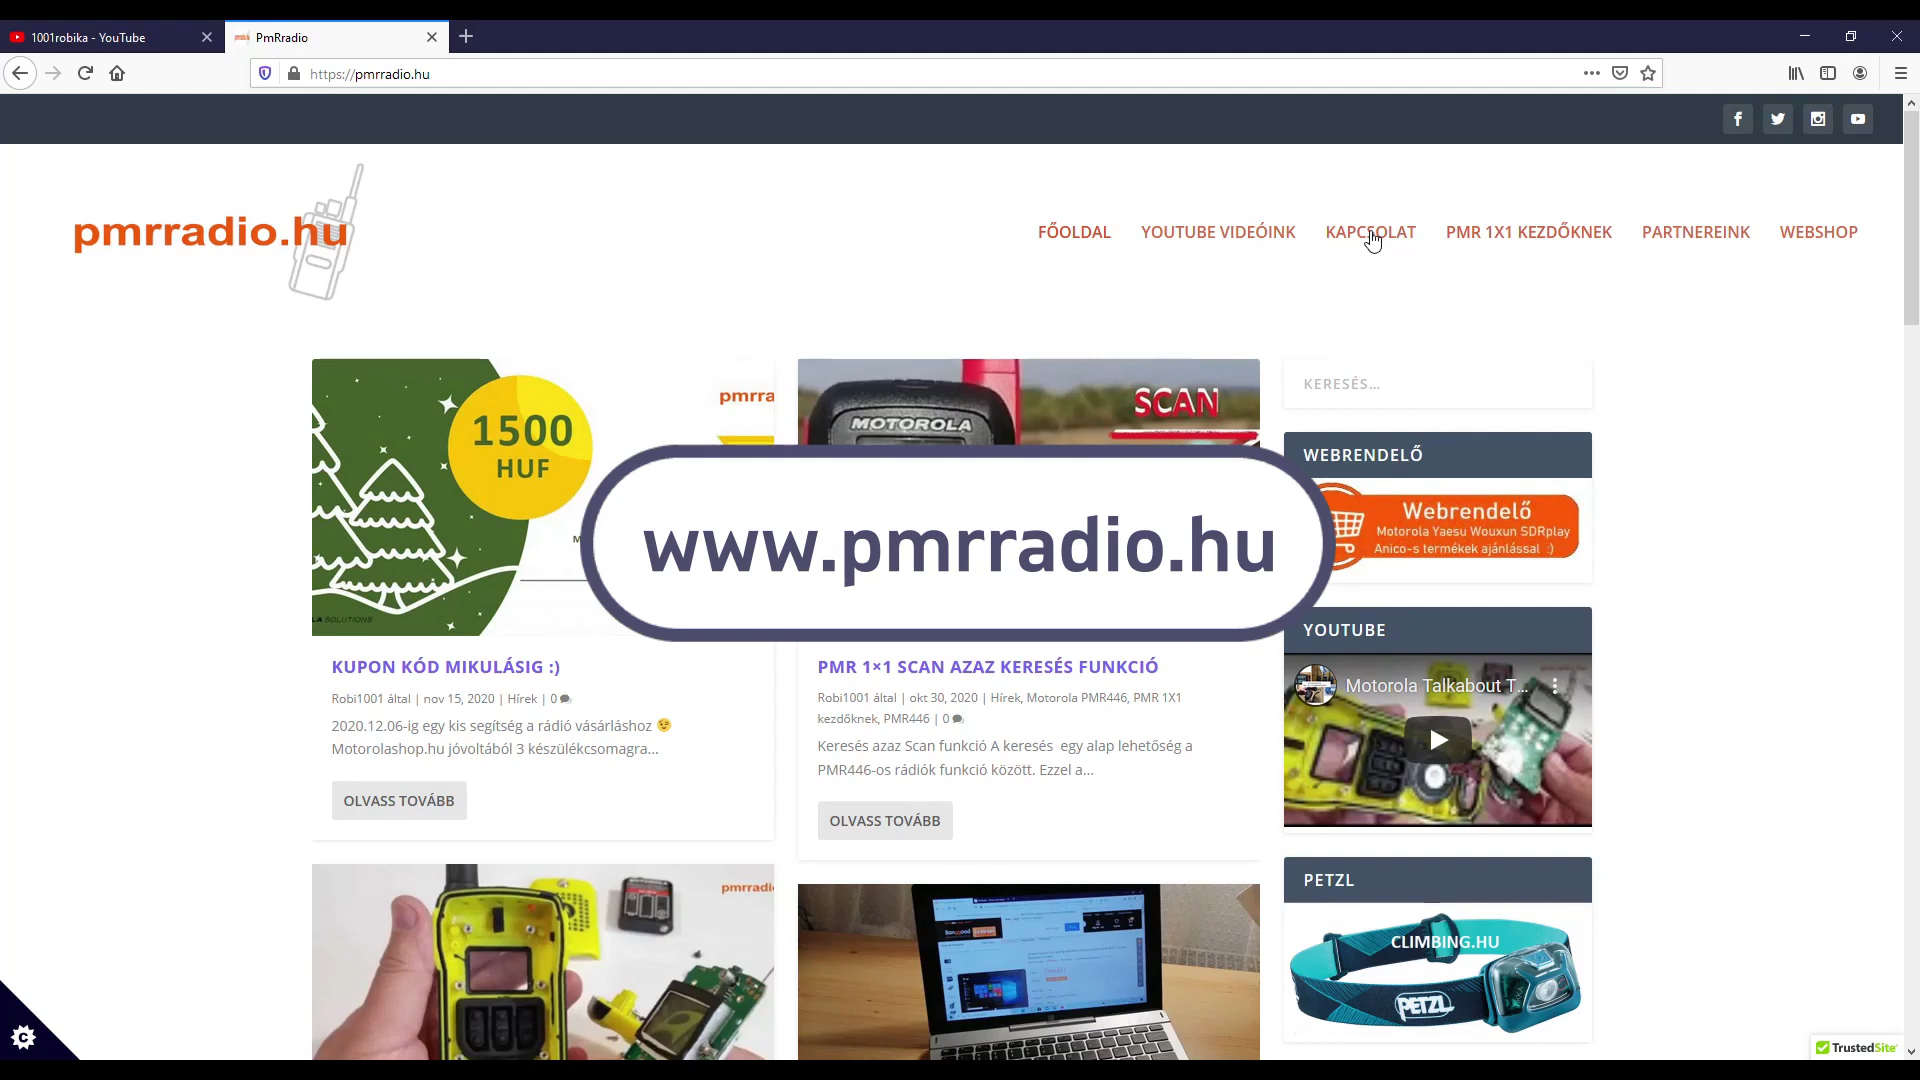 1001robika - YouTube
PmRradio
https://pmrradio.hu
pmrradio.hu
FŐOLDAL
YOUTUBE VIDEÓINK
KAPCSOLAT
PMR 1X1 KEZDŐKNEK
PARTNEREINK
WEBSHOP
1500
HUF
pmrra
SOLUTIONS
MOTOROLA
SCAN
www.pmrradio.hu
KUPON KÓD MIKULÁSIG :)
Robi1001 által | nov 15, 2020 | Hírek | 0
2020.12.06-ig egy kis segítség a rádió vásárláshoz 😉
Motorolashop.hu jóvoltából 3 készülékcsomagra...
OLVASS TOVÁBB
PMR 1×1 SCAN AZAZ KERESÉS FUNKCIÓ
Robi1001 által | okt 30, 2020 | Hírek, Motorola PMR446, PMR 1X1
kezdőknek, PMR446 | 0
Keresés azaz Scan funkció A keresés egy alap lehetőség a
PMR446-os rádiók funkció között. Ezzel a...
OLVASS TOVÁBB
pmrradio
KERESÉS...
WEBRENDELŐ
Webrendelő
Motorola Yaesu Wouxun SDRplay
Anico-s termékek ajánlással :)
YOUTUBE
Motorola Talkabout T...
PETZL
CLIMBING.HU
PETZL
TrustedSite